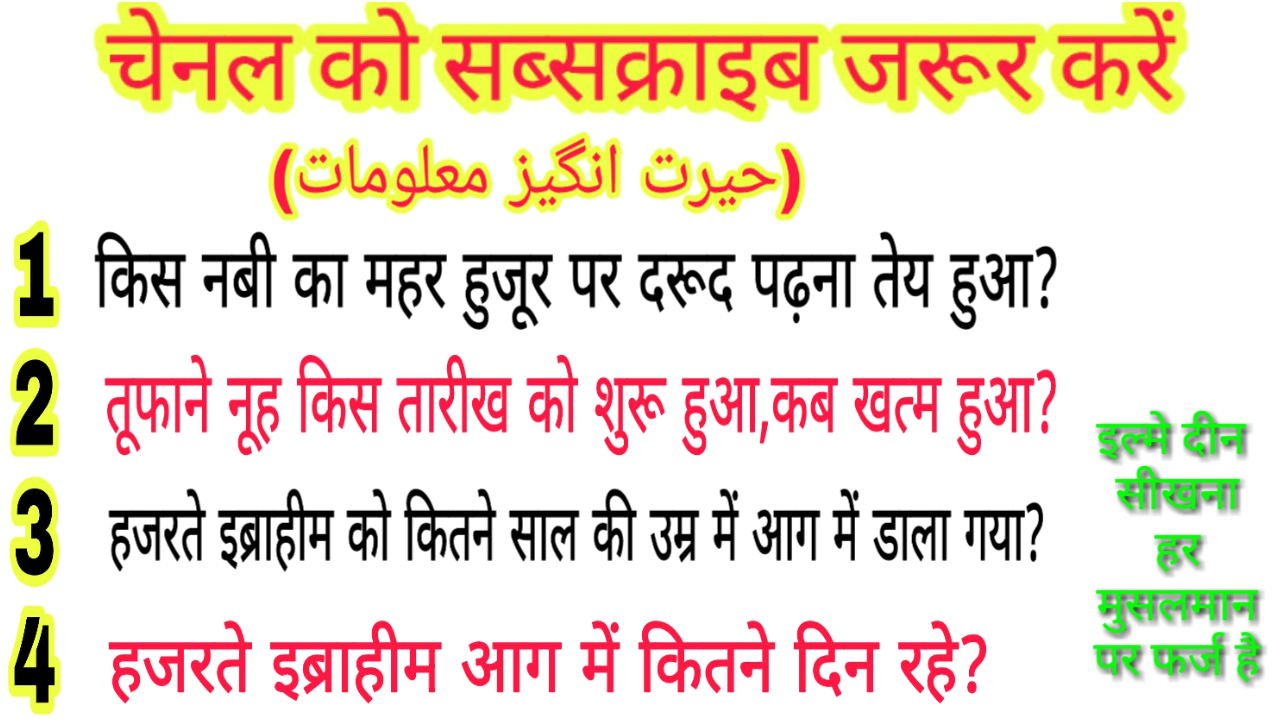 चेनल को सब्सक्राइब जरूर करें
(حیرت انگیز معلومات)
1 किस नबी का महर हुजूर पर दरूद पढ़ना तेय हुआ?
2 तूफाने नूह किस तारीख को शुरू हुआ,कब खत्म हुआ?
3 हजरते इब्राहीम को कितने साल की उम्र में आग में डाला गया?
4 हजरते इब्राहीम आग में कितने दिन रहे?
इल्मे दीन
सीखना
हर
मुसलमान
पर फर्ज है